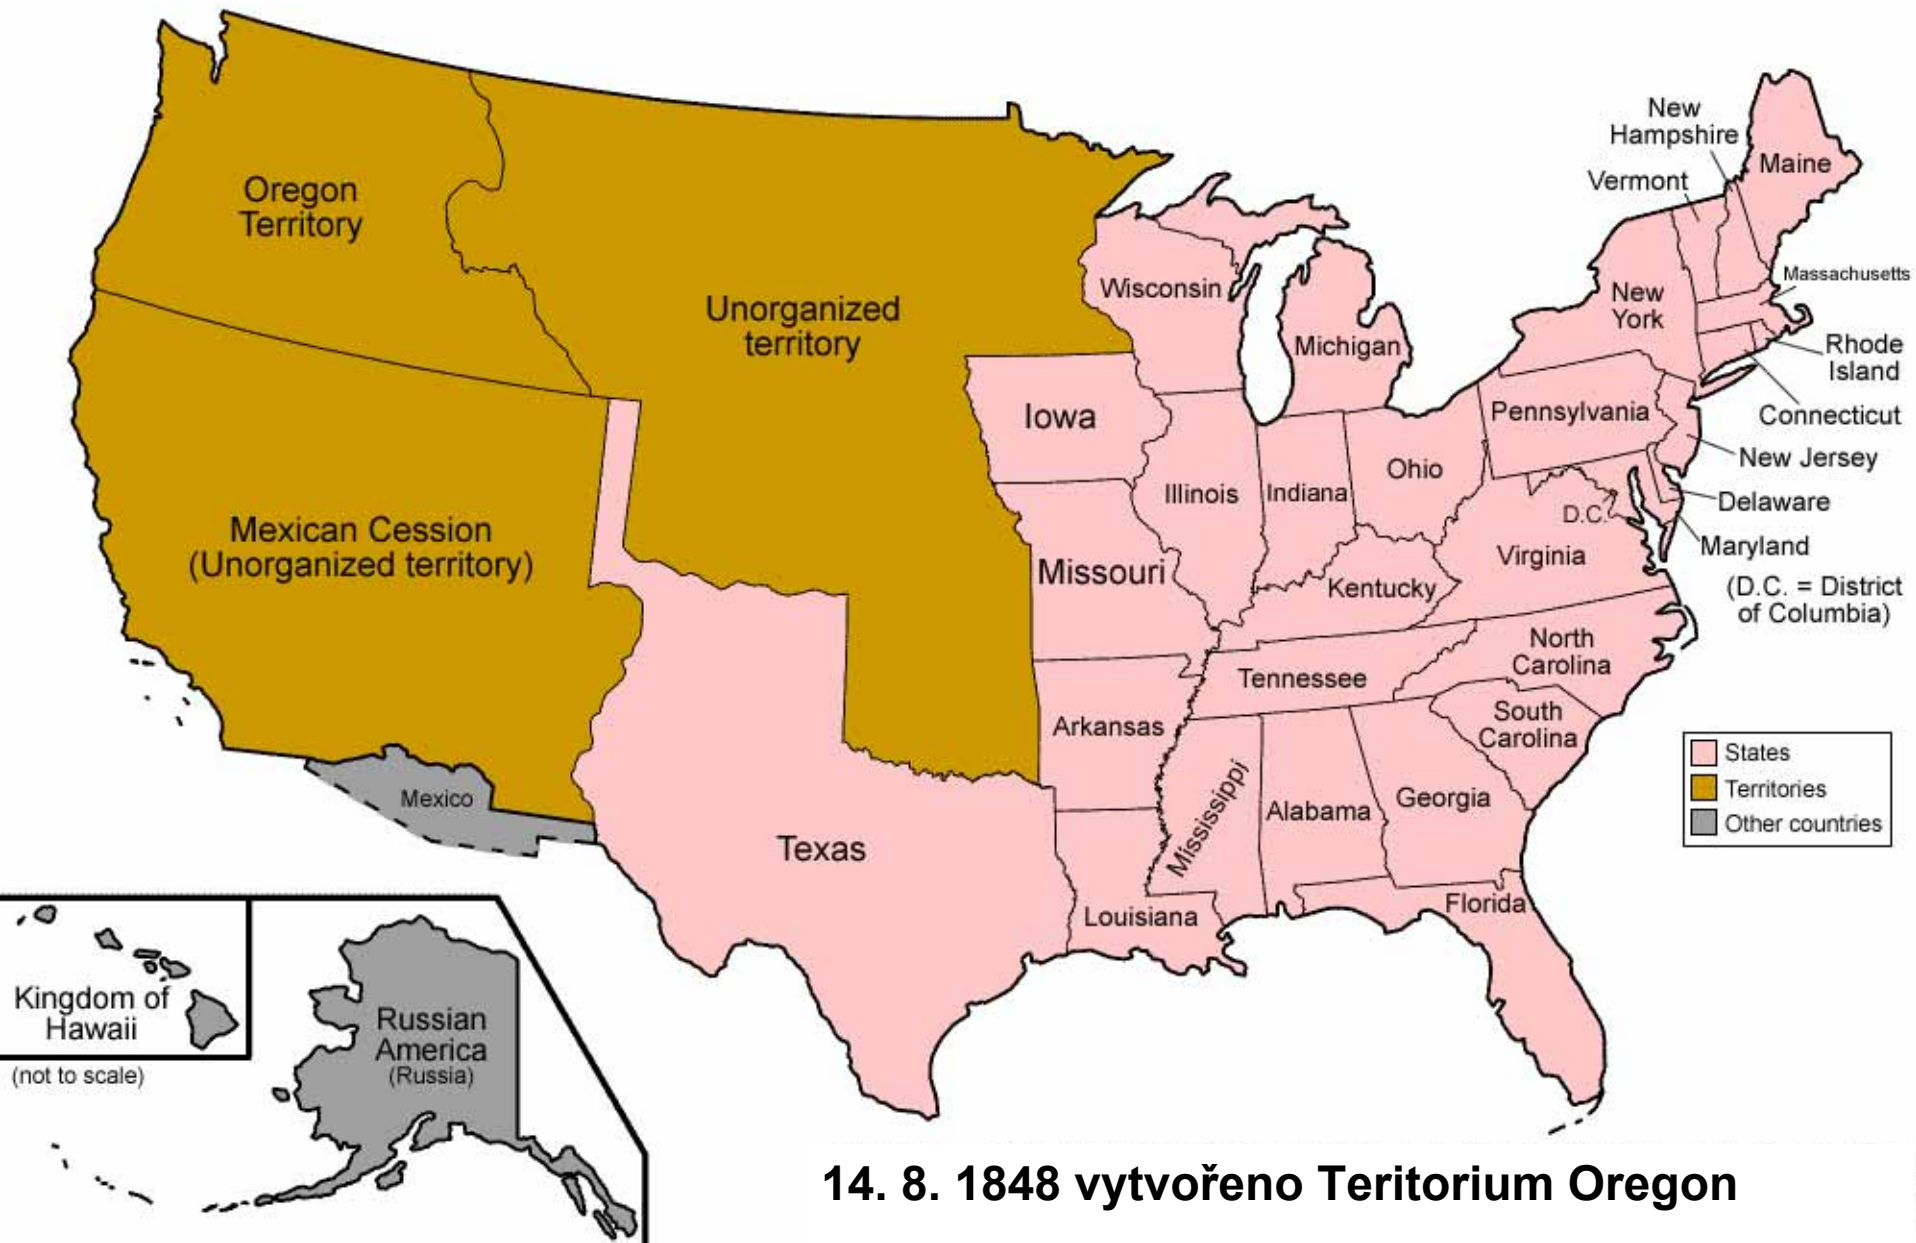 New
Hampshire
Maine
Vermont
Oregon
Territory
Massachusetts
Wisconsin
New
York
Unorganized
territory
Michigan
Rhode
Island
Iowa
Pennsylvania
Connecticut
New Jersey
Ohio
Illinois
Indiana
Delaware
D.C.
Mexican Cession
(Unorganized territory)
Maryland
Virginia
Missouri
Kentucky
(D.C. = District
of Columbia)
North
Carolina
Tennessee
South
Carolina
Arkansas
States
Territories
Other countries
Mexico
Mississippi
Alabama
Georgia
Texas
Louisiana
Florida
Kingdom of
Hawaii
(not to scale)
Russian
America
(Russia)
14. 8. 1848 vytvořeno Teritorium Oregon